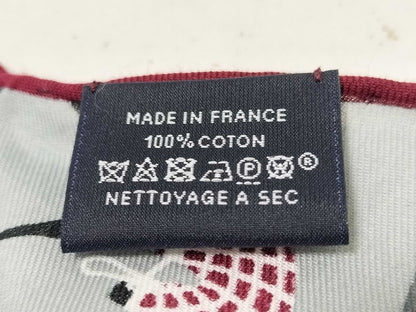 MADE IN FRANCE
100% COTON
P W ®
NETTOYAGE A SEC